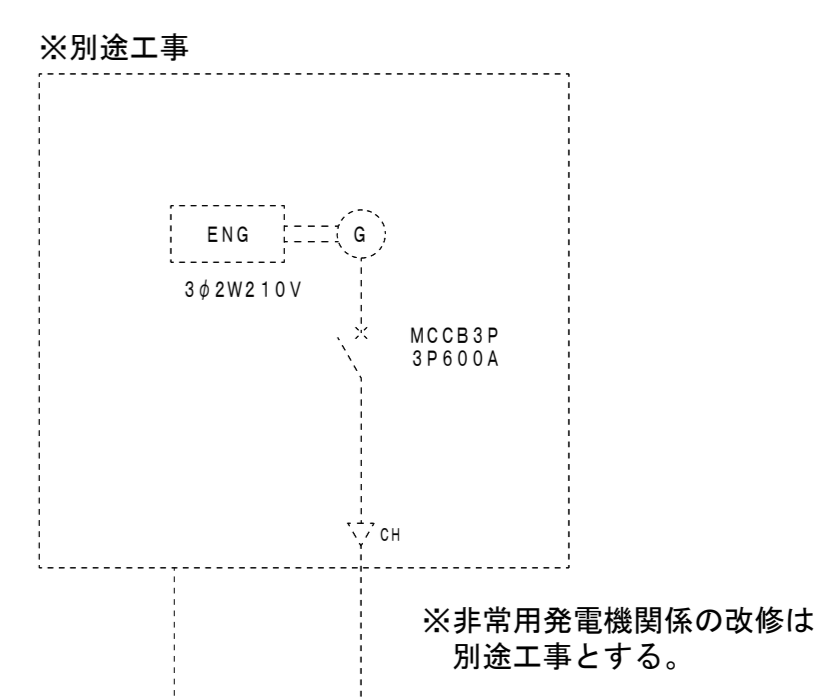 ※別途工事
ENG
G
3φ2W210V
MCCB3P
3P600A
CH
※非常用発電機関係の改修は
別途工事とする。